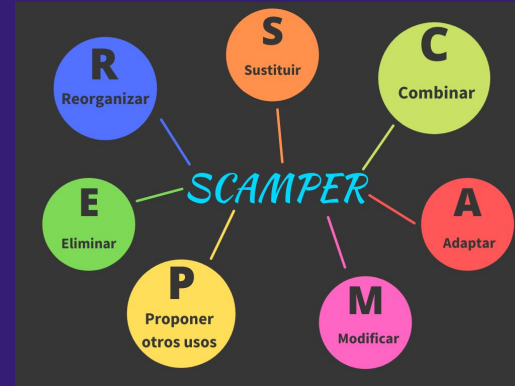 S
Sustituir
C
Combinar
R
Reorganizar
SCAMPER
E
Eliminar
A
Adaptar
P
Proponer
otros usos
M
Modificar